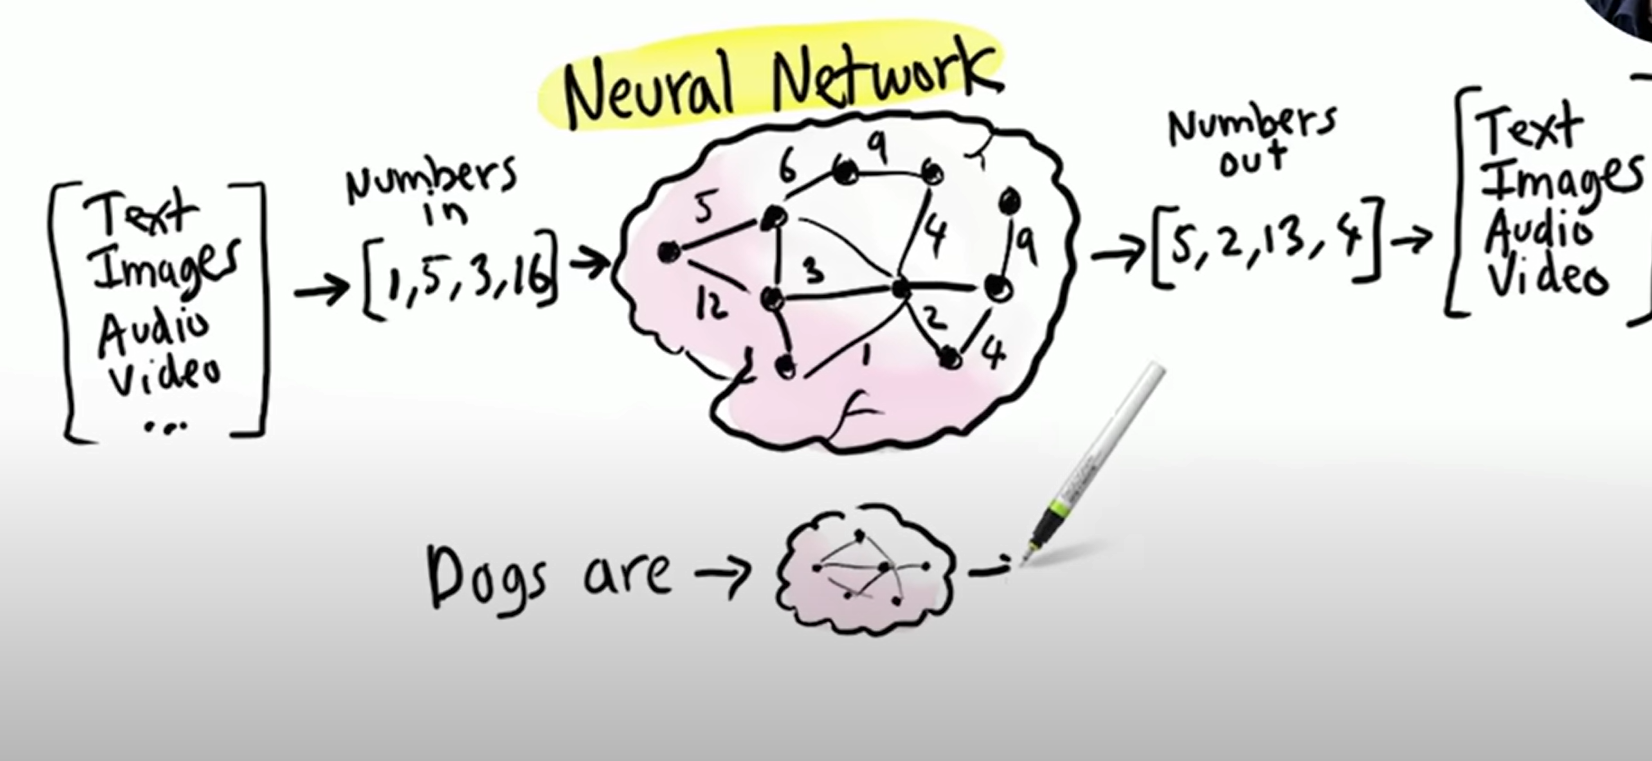 Neural Network
Text
Images
Audio
Video
...
Numbers
in
[1,5,3,16]
5
6
9
12
3
4
9
2
4
1
1
Numbers
out
[5,2,13,4]
Text
Images
Audio
Video
Dogs are